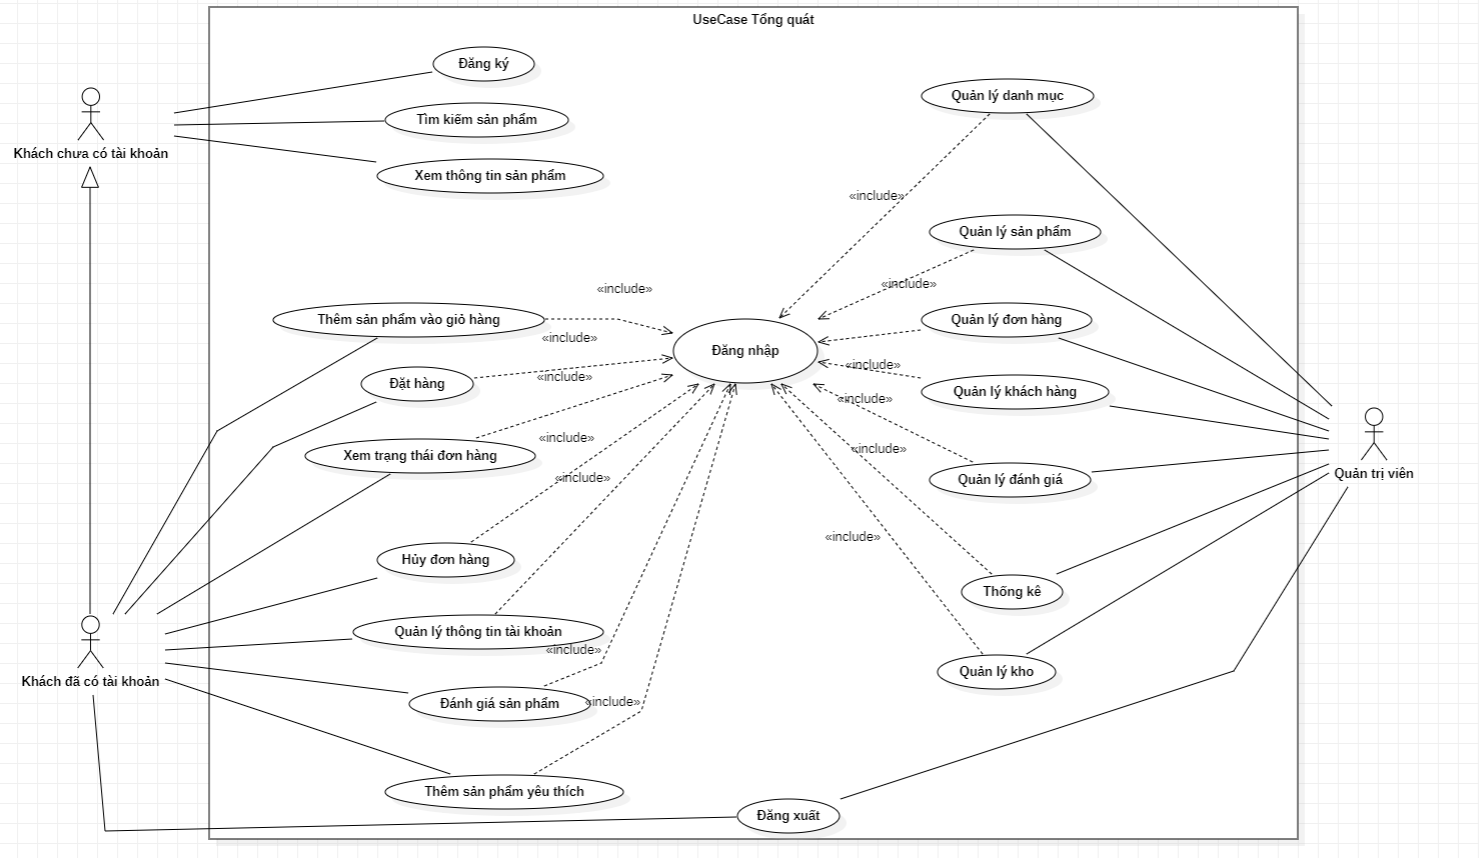 UseCase Tổng quát
Đăng ký
Tìm kiếm sản phẩm
Xem thông tin sản phẩm
Khách chưa có tài khoản
Quản lý danh mục
«include»
Quản lý sản phẩm
«include»
«include»
Thêm sản phẩm vào giỏ hàng
Quản lý đơn hàng
«include»
Đăng nhập
«include»
Đặt hàng
«include»
Quản lý khách hàng
«include»
«include»
Xem trạng thái đơn hàng
«include»
«include»
Quản lý đánh giá
Quản trị viên
«include»
Hủy đơn hàng
Thống kê
Quản lý thông tin tài khoản
«include»
Quản lý kho
Khách đã có tài khoản
Đánh giá sản phẩm
«include»
Thêm sản phẩm yêu thích
Đăng xuất